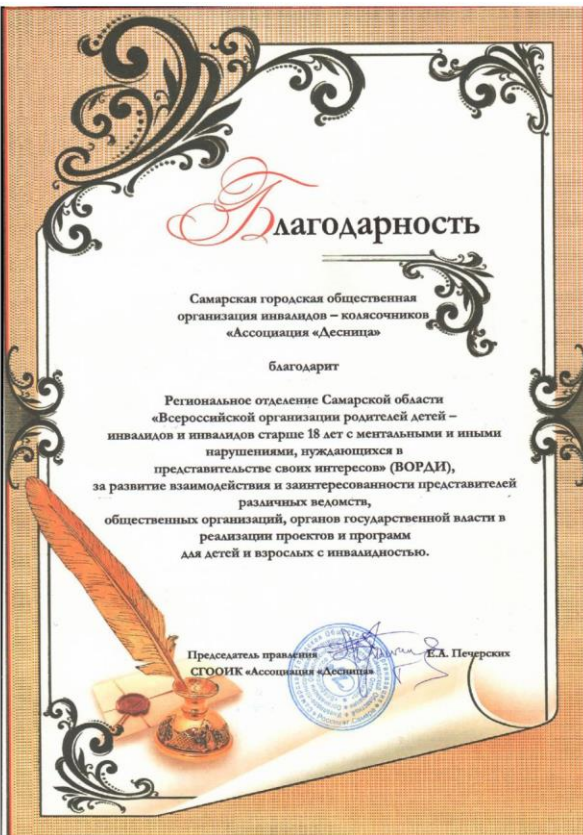 Благодарность
Самарская городская общественная
организация инвалидов – колясочников
«Ассоциация «Десница»
благодарит
Региональное отделение Самарской области
«Всероссийской организации родителей детей –
инвалидов и инвалидов старше 18 лет с ментальными и иными
нарушениями, нуждающихся в
представительстве своих интересов» (ВОРДИ),
за развитие взаимодействия и заинтересованности представителей
различных ведомств,
общественных организаций, органов государственной власти в
реализации проектов и программ
для детей и взрослых с инвалидностью.
Председатель правления Е.А. Печерских
СГООИК «Ассоциация «Десница»